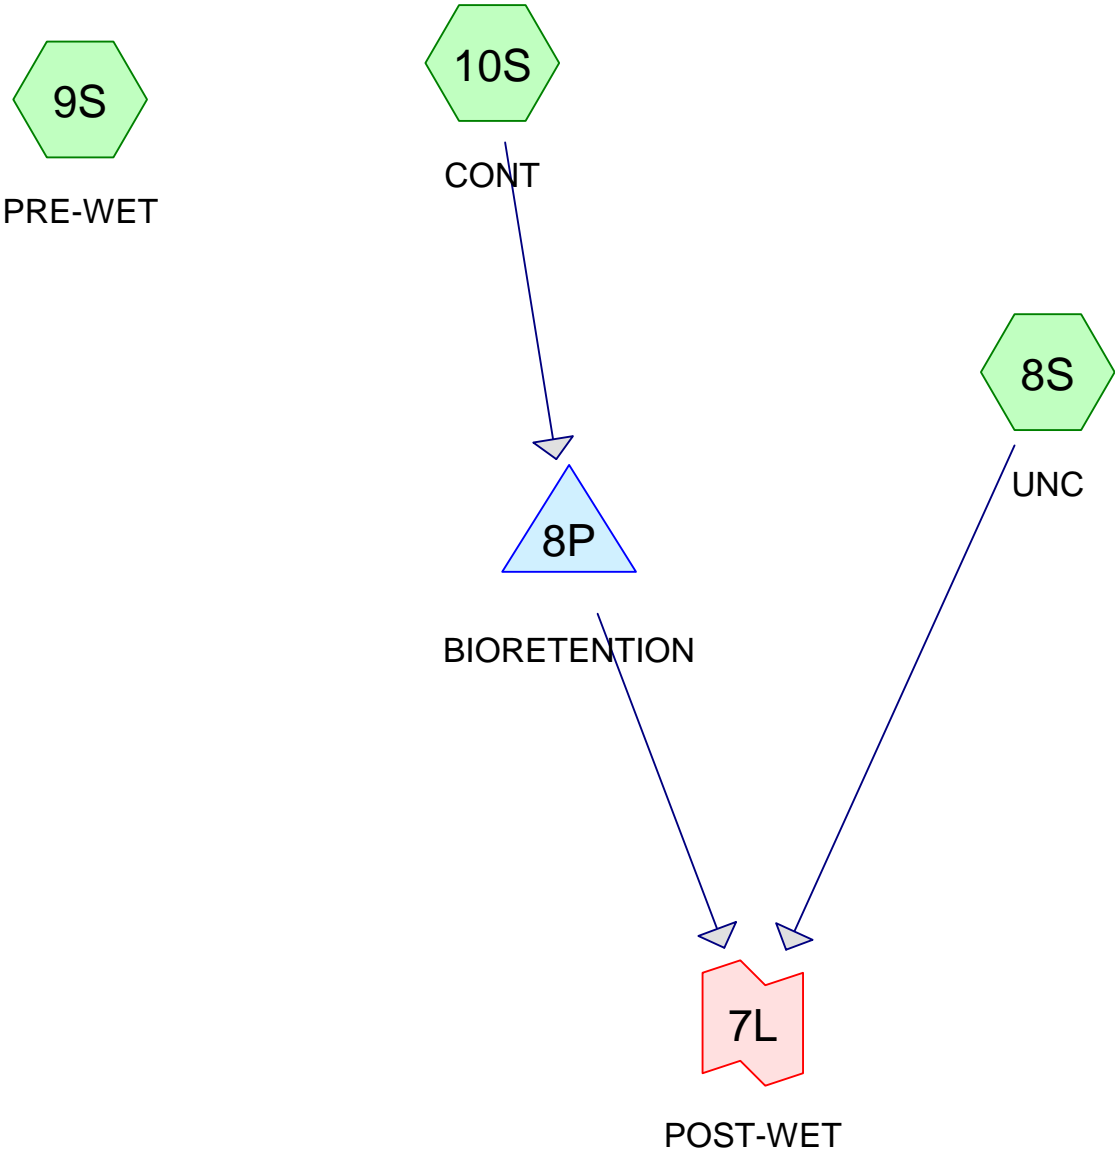 10S
9S
CONT
PRE-WET
8S
UNC
8P
BIORETENTION
7L
POST-WET